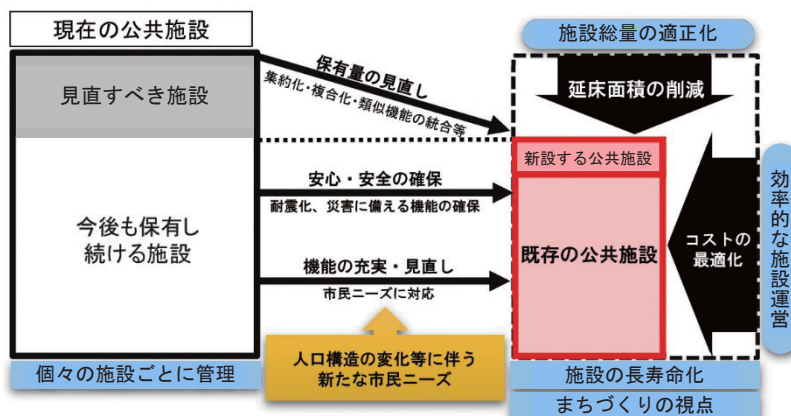 現在の公共施設
見直すべき施設
今後も保有し
続ける施設
個々の施設ごとに管理
保有量の見直し
集約化・複合化・類似機能の統合等
安心・安全の確保
耐震化、災害に備える機能の確保
機能の充実・見直し
市民ニーズに対応
人口構造の変化等に伴う
新たな市民ニーズ
施設総量の適正化
延床面積の削減
新設する公共施設
既存の公共施設
コストの
最適化
効率的な施設運営
施設の長寿命化
まちづくりの視点